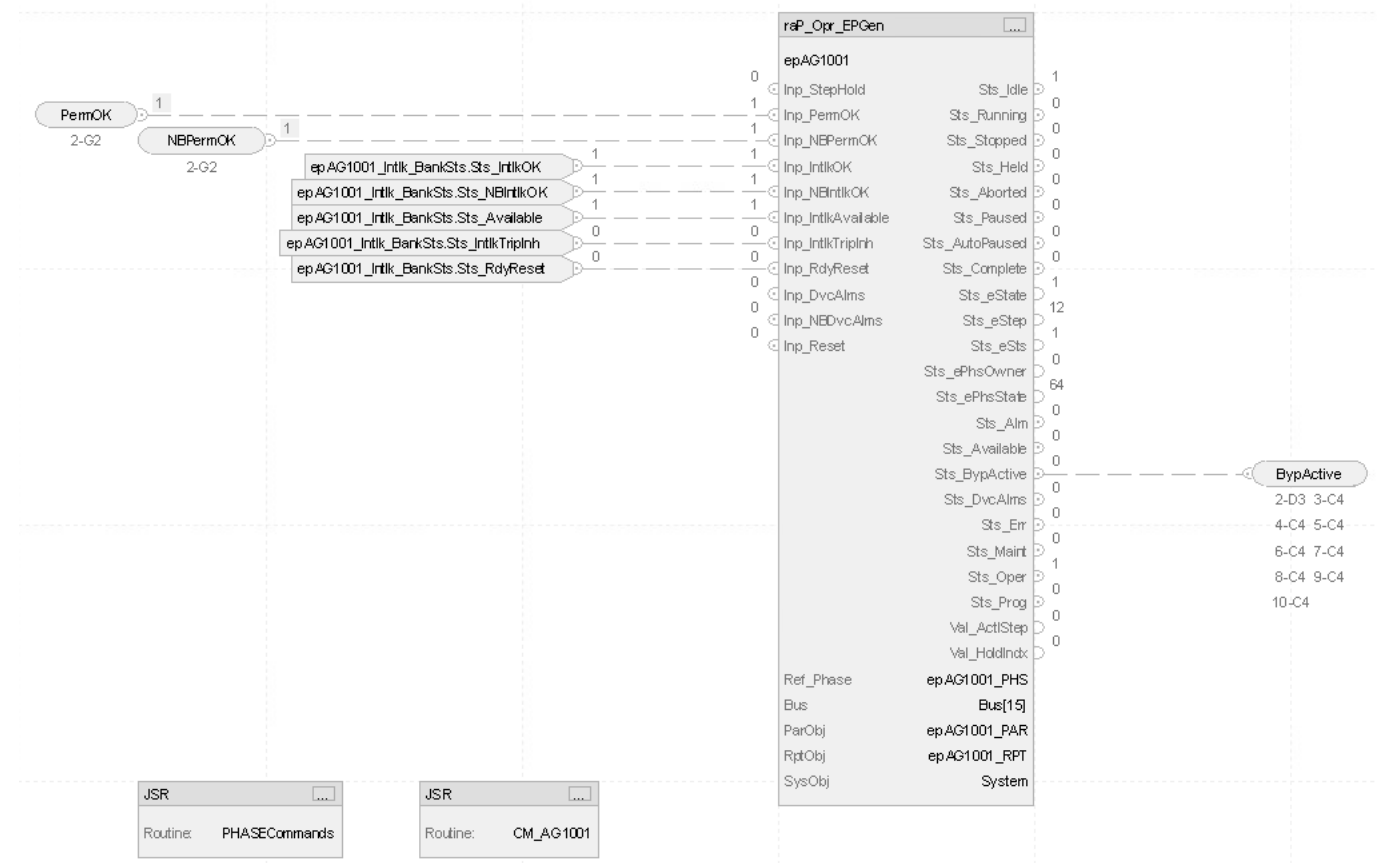 raP_Opr_EPGen ...
epAG1001
0 Inp_StepHold Sts_Idle 1
PermOK 1 1 Inp_PermOK Sts_Running 0
2-G2
NBPermOK 1 1 Inp_NBPermOK Sts_Stopped 0
2-G2
epAG1001_Intlk_BankSts.Sts_IntlkOK 1 1 Inp_IntlkOK Sts_Held 0
epAG1001_Intlk_BankSts.Sts_NBIntlkOK 1 1 Inp_NBIntlkOK Sts_Aborted 0
epAG1001_Intlk_BankSts.Sts_Available 1 1 Inp_IntlkAvailable Sts_Paused 0
epAG1001_Intlk_BankSts.Sts_IntlkTripInh 0 0 Inp_IntlkTripInh Sts_AutoPaused 0
epAG1001_Intlk_BankSts.Sts_RdyReset 0 0 Inp_RdyReset Sts_Complete 0
0 Inp_DvcAlms Sts_eState 1
0 Inp_NBDvcAlms Sts_eStep 12
0 Inp_Reset Sts_eSts 1
Sts_ePhsOwner 0
Sts_ePhsState 64
Sts_Alm 0
Sts_Available 0
Sts_BypActive 0 BypActive
Sts_DvcAlms 0 2-D3 3-C4
Sts_Err 0 4-C4 5-C4
Sts_Maint 0 6-C4 7-C4
Sts_Oper 1 8-C4 9-C4
Sts_Prog 0 10-C4
Val_ActlStep 0
Val_HoldIndx 0
Ref_Phase epAG1001_PHS
Bus Bus[15]
ParObj epAG1001_PAR
RptObj epAG1001_RPT
SysObj System
JSR ...
Routine: PHASECommands
JSR ...
Routine: CM_AG1001